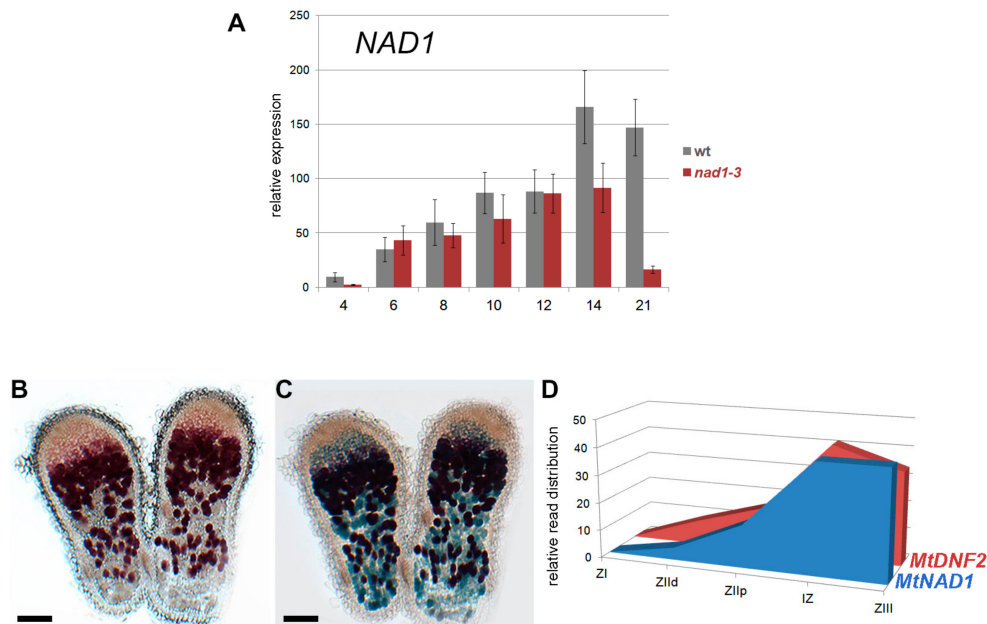 A
NAD1
relative expression
250
200
150
100
50
0
4 6 8 10 12 14 21
wt
nad1-3
B
C
D
relative read distribution
50
40
30
20
10
0
ZI ZIId ZIIp IZ ZIII
MtDNF2
MtNAD1